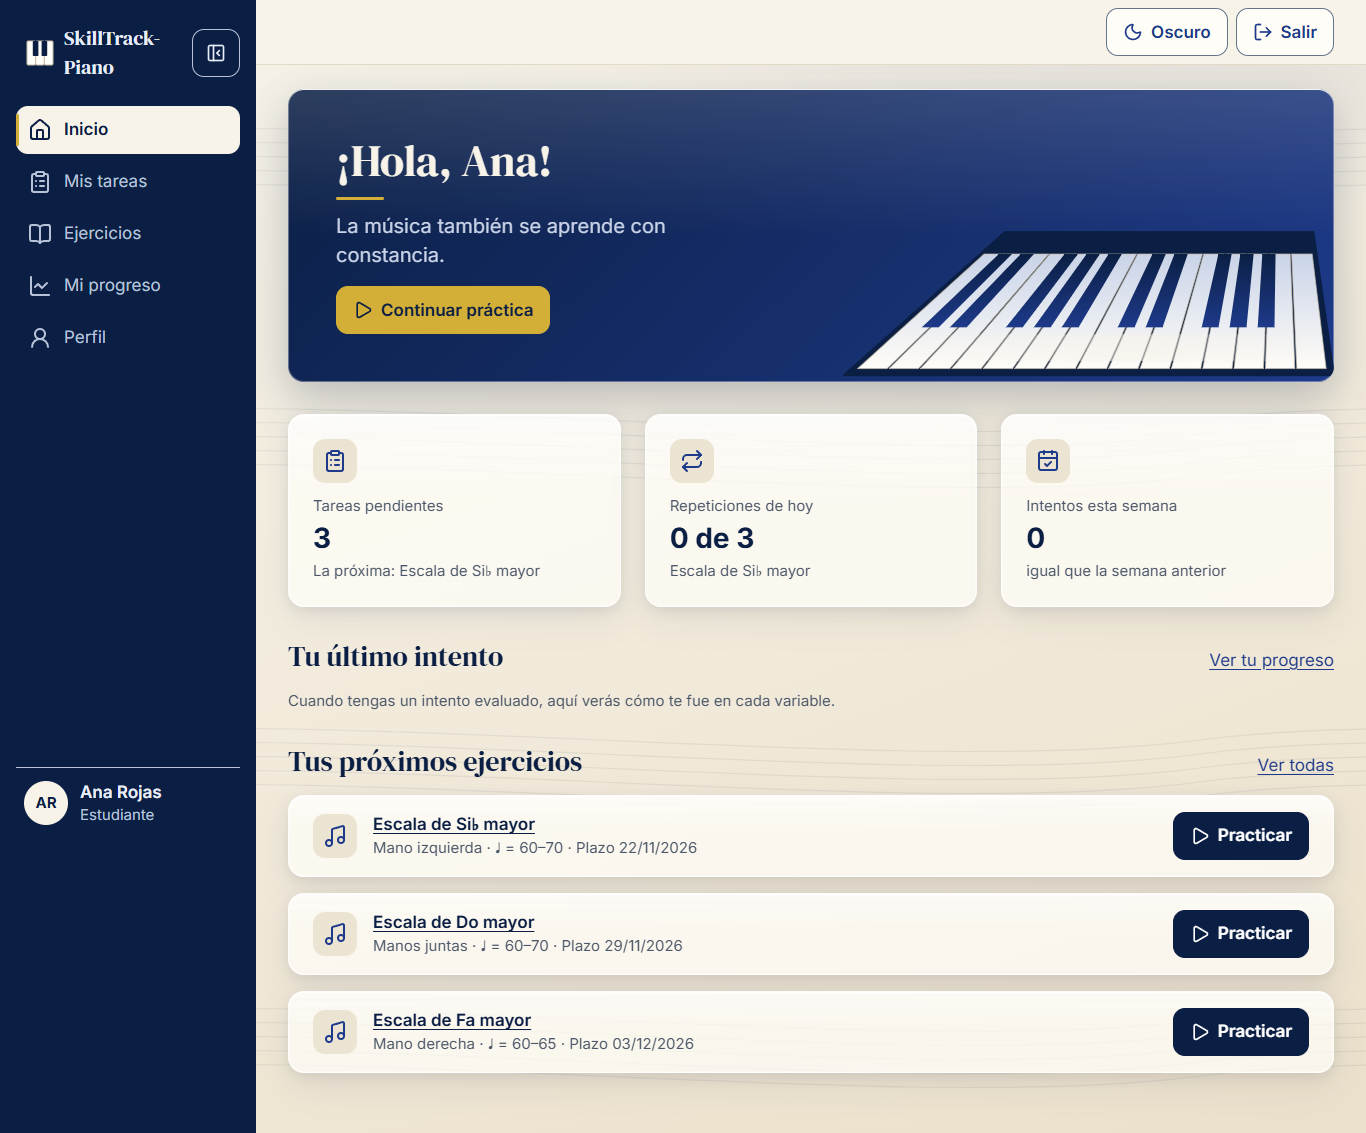 SkillTrack-
Piano
Oscuro
Salir
Inicio
Mis tareas
Ejercicios
Mi progreso
Perfil
¡Hola, Ana!
La música también se aprende con
constancia.
Continuar práctica
Tareas pendientes
3
La próxima: Escala de Si♭ mayor
Repeticiones de hoy
0 de 3
Escala de Si♭ mayor
Intentos esta semana
0
igual que la semana anterior
Tu último intento
Ver tu progreso
Cuando tengas un intento evaluado, aquí verás cómo te fue en cada variable.
Tus próximos ejercicios
Ver todas
Escala de Si♭ mayor
Mano izquierda · ♩ = 60–70 · Plazo 22/11/2026
Practicar
Escala de Do mayor
Manos juntas · ♩ = 60–70 · Plazo 29/11/2026
Practicar
Escala de Fa mayor
Mano derecha · ♩ = 60–65 · Plazo 03/12/2026
Practicar
AR
Ana Rojas
Estudiante